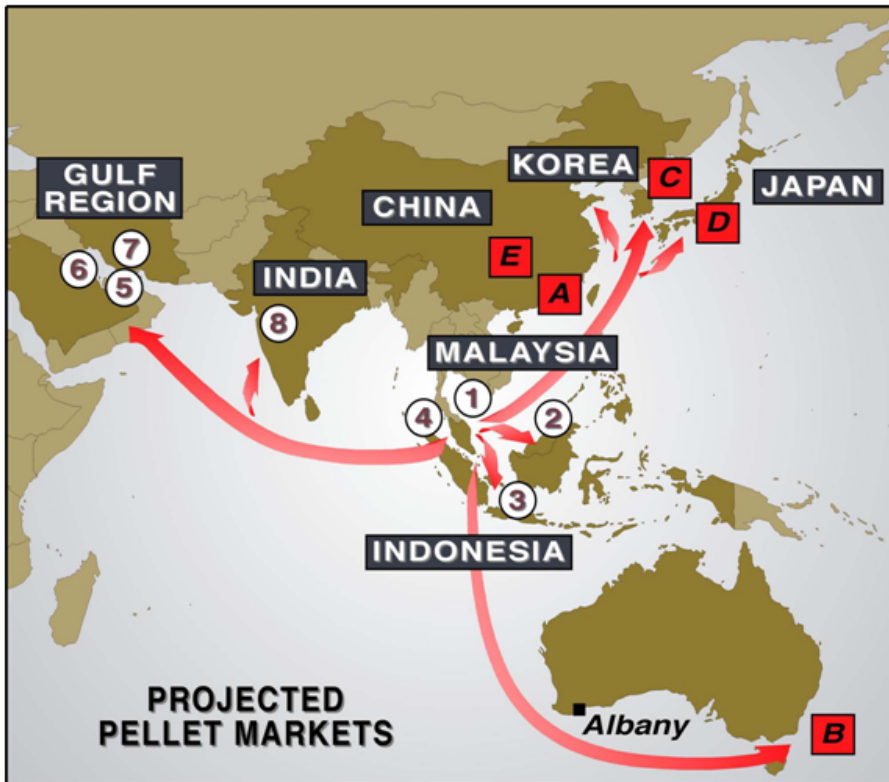 KOREA
C
GULF
REGION
CHINA
JAPAN
D
7
6
E
5
INDIA
A
8
MALAYSIA
1
4
2
3
INDONESIA
PROJECTED
PELLET MARKETS
Albany
B